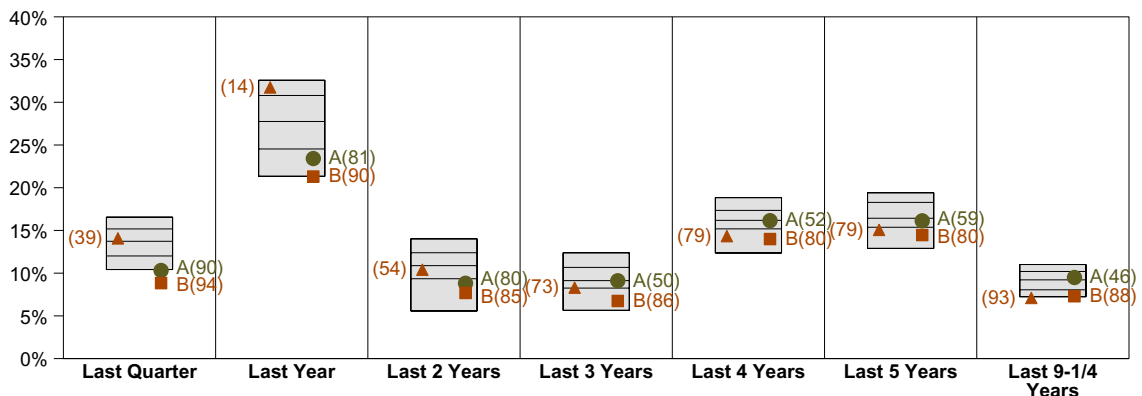 40%
35%
30%
25%
20%
15%
10%
5%
0%
(39)
A(90)
B(94)
(14)
A(81)
B(90)
(54)
A(80)
B(85)
(73)
A(50)
B(86)
(79)
A(52)
B(80)
(79)
A(59)
B(80)
(93)
A(46)
B(88)
Last Quarter
Last Year
Last 2 Years
Last 3 Years
Last 4 Years
Last 5 Years
Last 9-1/4
Years